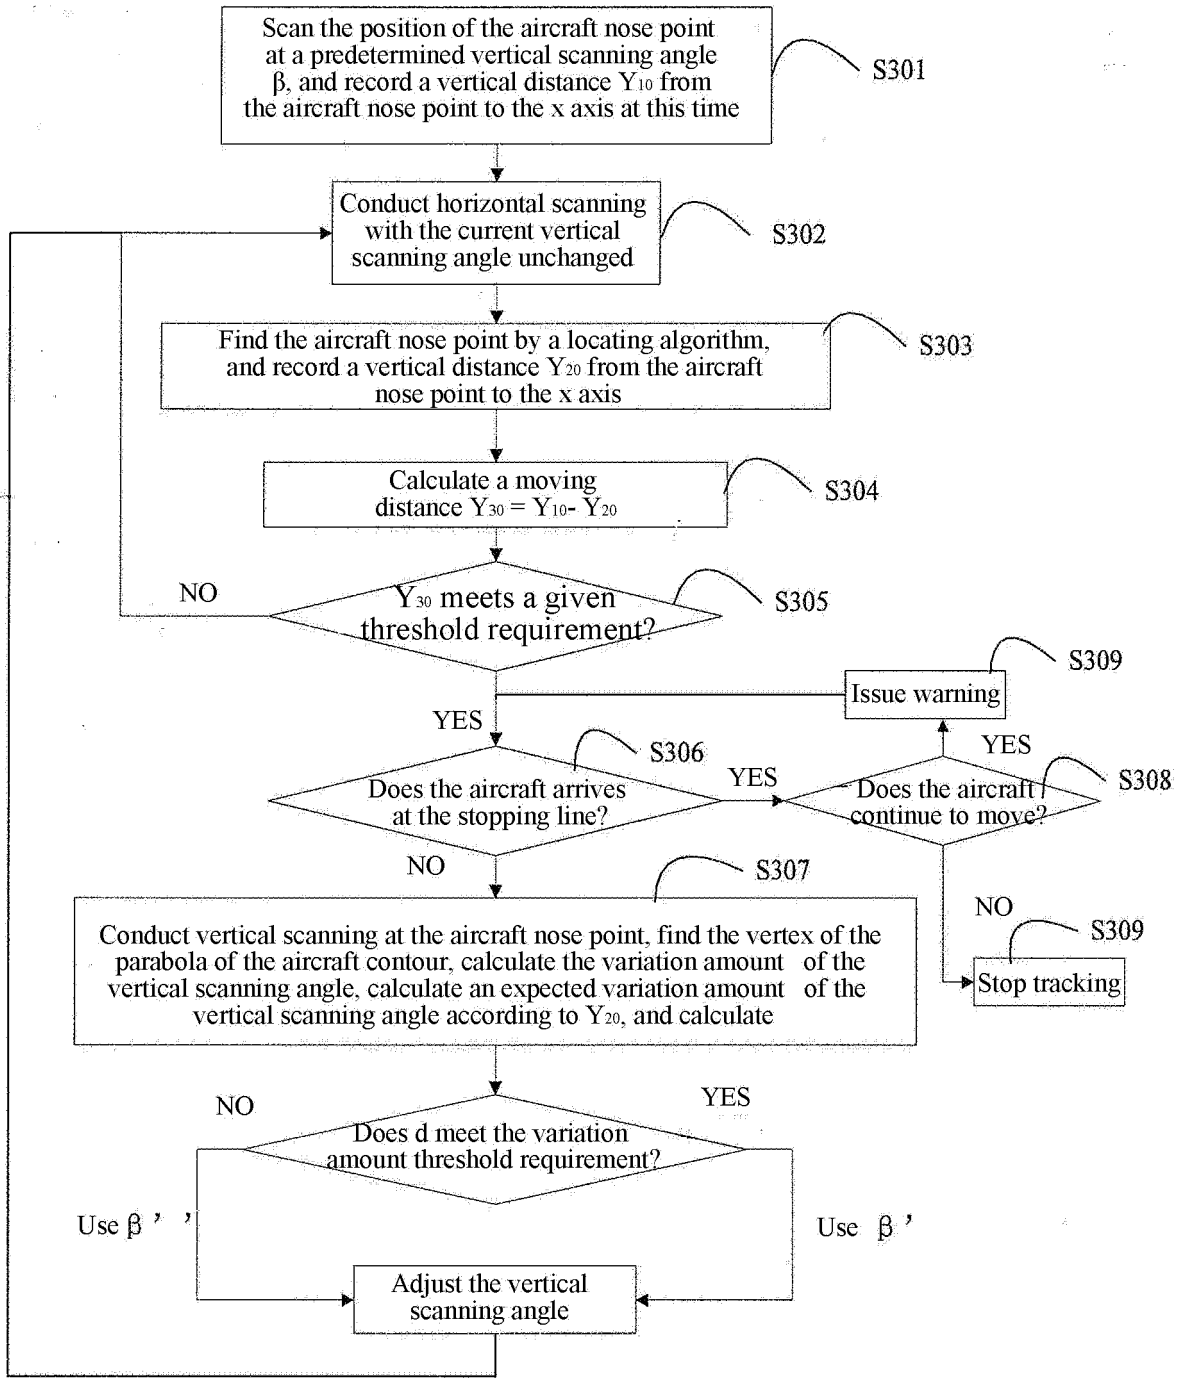 Scan the position of the aircraft nose point
at a predetermined vertical scanning angle
β, and record a vertical distance Y10 from
the aircraft nose point to the x axis at this time
S301
Conduct horizontal scanning
with the current vertical
scanning angle unchanged
S302
Find the aircraft nose point by a locating algorithm,
and record a vertical distance Y20 from the aircraft
nose point to the x axis
S303
Calculate a moving
distance Y30 = Y10- Y20
S304
NO
Y30 meets a given
threshold requirement?
S305
S309
Issue warning
YES
YES
S306
Does the aircraft arrives
at the stopping line?
YES
S308
Does the aircraft
continue to move?
NO
S307
NO
S309
Stop tracking
Conduct vertical scanning at the aircraft nose point, find the vertex of the
parabola of the aircraft contour, calculate the variation amount of the
vertical scanning angle, calculate an expected variation amount of the
vertical scanning angle according to Y20, and calculate
NO
YES
Does d meet the variation
amount threshold requirement?
Use β ’ ’
Use β ’
Adjust the vertical
scanning angle